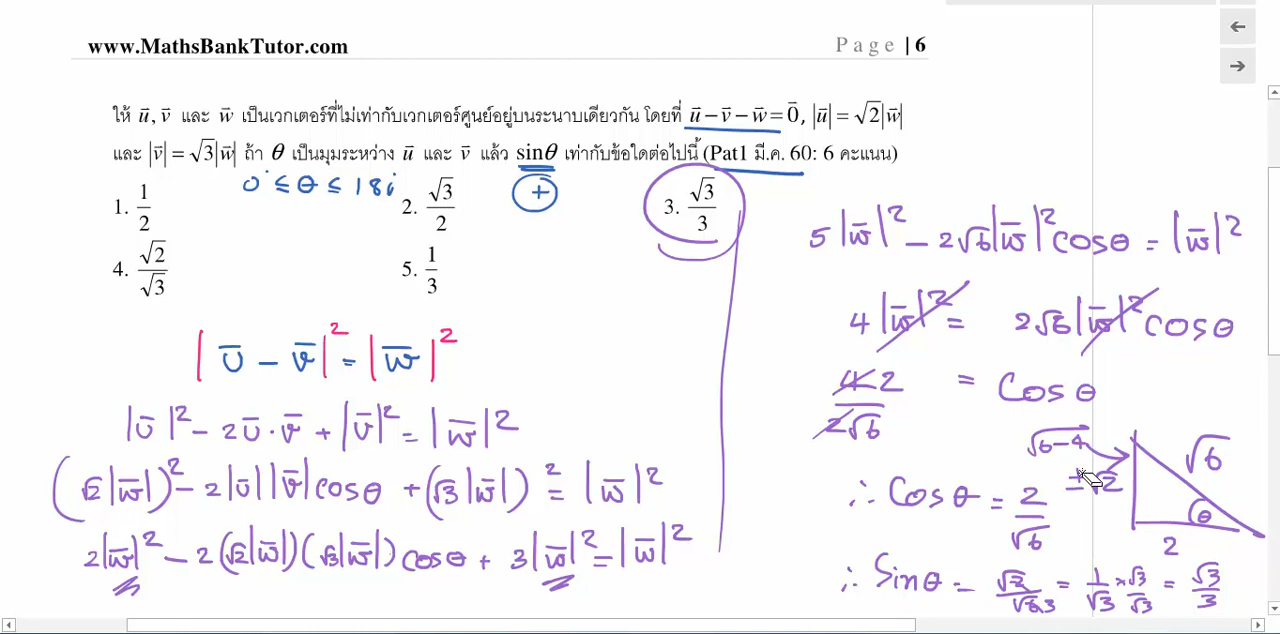 www.MathsBankTutor.com
Page | 6
ให้ u̅, v̅ และ w̅ เป็นเวกเตอร์ที่ไม่เท่ากับเวกเตอร์ศูนย์อยู่บนระนาบเดียวกัน โดยที่ u̅ − v̅ − w̅ = 0̅, |u̅| = √2|w̅|
และ |v̅| = √3|w̅| ถ้า θ เป็นมุมระหว่าง u̅ และ v̅ แล้ว sinθ เท่ากับข้อใดต่อไปนี้ (Pat1 มี.ค. 60: 6 คะแนน)
0° ≤ θ ≤ 180° +
1. 1/2 2. √3/2 3. √3/3
4. √2/√3 5. 1/3
|u̅ − v̅|² = |w̅|²
|u̅|² − 2u̅·v̅ + |v̅|² = |w̅|²
(√2|w̅|)² − 2|u̅||v̅|cosθ + (√3|w̅|)² = |w̅|²
2|w̅|² − 2(√2|w̅|)(√3|w̅|)cosθ + 3|w̅|² = |w̅|²
5|w̅|² − 2√6|w̅|²cosθ = |w̅|²
4|w̅|² = 2√6|w̅|²cosθ
4 2/2√6 = cosθ
√6−4
±√2 √6
θ
2
∴ cosθ = 2/√6
∴ sinθ = √2/√6 3 = 1/√3 × √3/√3 = √3/3